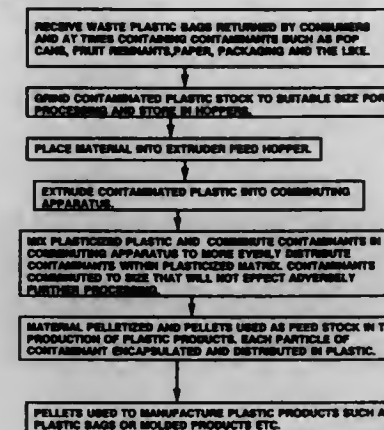 RECEIVE WASTE PLASTIC BAGS RETURNED BY CONSUMERS
AND AT TIMES CONTAINING CONTAMINANTS SUCH AS POP
CANS, FRUIT REMNANTS,PAPER, PACKAGING AND THE LIKE.
GRIND CONTAMINATED PLASTIC STOCK TO SUITABLE SIZE FOR
PROCESSING AND STORE IN HOPPERS.
PLACE MATERIAL INTO EXTRUDER FEED HOPPER.
EXTRUDE CONTAMINATED PLASTIC INTO COMMINUTING
APPARATUS.
MIX PLASTICIZED PLASTIC AND COMMINUTE CONTAMINANTS IN
COMMINUTING APPARATUS TO MORE EVENLY DISTRIBUTE
CONTAMINANTS WITHIN PLASTICIZED MATRIX. CONTAMINANTS
COMMINUTED TO SIZE THAT WILL NOT EFFECT ADVERSELY
FURTHER PROCESSING.
MATERIAL PELLETIZED AND PELLETS USED AS FEED STOCK IN T
PRODUCTION OF PLASTIC PRODUCTS. EACH PARTICLE OF
CONTAMINANT ENCAPSULATED AND DISTRIBUTED IN PLASTIC.
PELLETS USED TO MANUFACTURE PLASTIC PRODUCTS SUCH A
PLASTIC BAGS OR MOLDED PRODUCTS ETC.